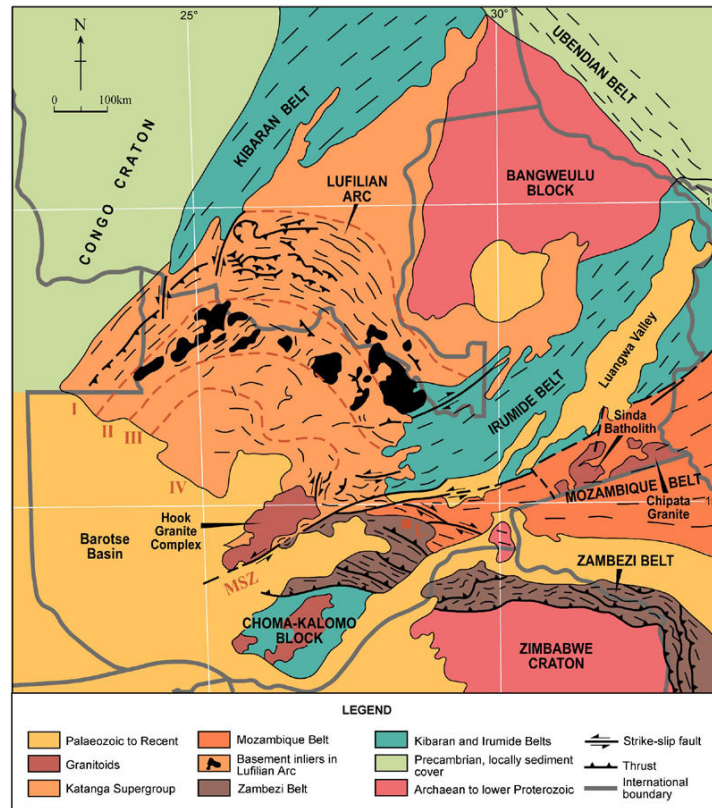 25°
30°
N
0 100km
CONGO CRATON
KIBARAN BELT
UBENDIAN BELT
LUFILIAN
ARC
BANGWEULU
BLOCK
Luangwa Valley
IRUMIDE BELT
Sinda
Batholith
I
II
III
IV
MOZAMBIQUE BELT
Chipata
Granite
Hook
Granite
Complex
Barotse
Basin
MSZ
ZAMBEZI BELT
CHOMA-KALOMO
BLOCK
ZIMBABWE
CRATON
LEGEND
Palaeozoic to Recent
Mozambique Belt
Kibaran and Irumide Belts
Strike-slip fault
Granitoids
Basement inliers in
Lufilian Arc
Precambrian, locally sediment
cover
Thrust
Katanga Supergroup
Zambezi Belt
Archaean to lower Proterozoic
International
boundary